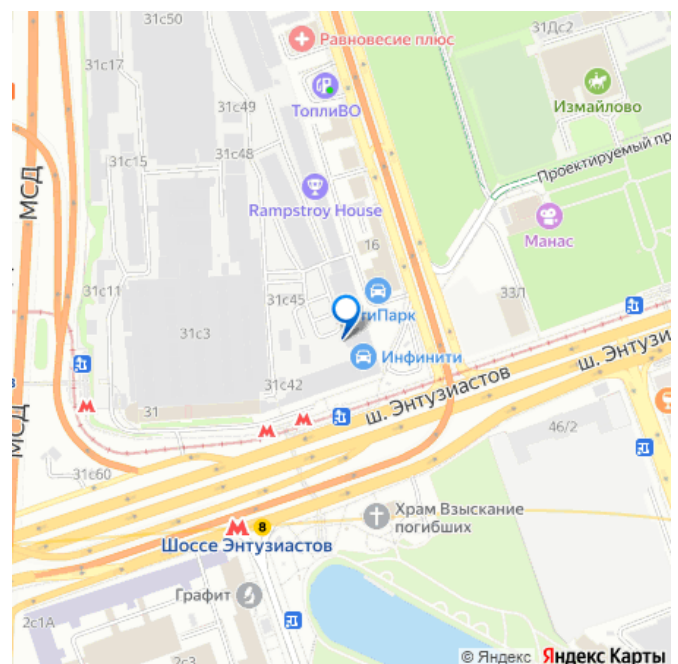 31с50
31Дс2
Равновесие плюс
31с17
ТоплиВО
Измайлово
31с49
31с48
31с15
Проектируемый пр
МСД
Rampstroy House
Манас
16
31с11
31с45
33Л
тиПарк
31с3
Инфинити
ш. Энтузиастов
ш. Энтузи
31с42
31
МСД
46/2
31с60
8
Храм Взыскание
погибших
Шоссе Энтузиастов
Графит
2с1А
2с3
© Яндекс Яндекс Карты